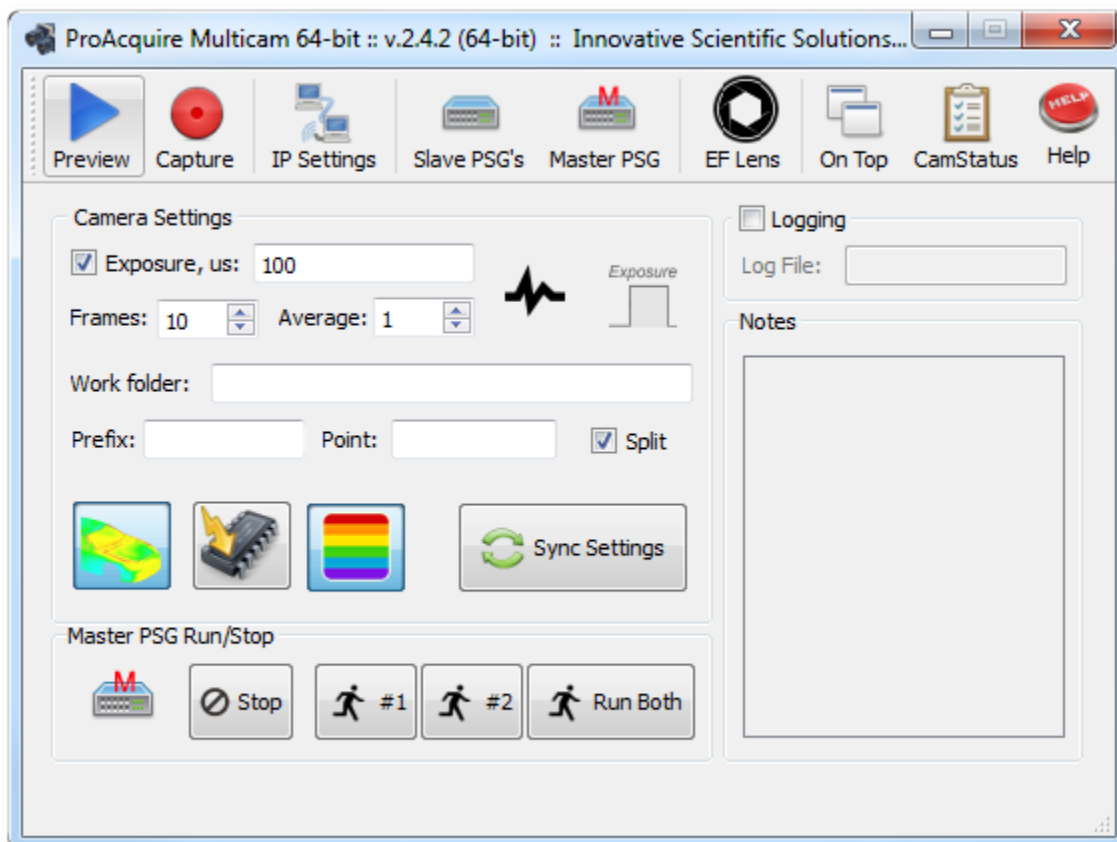 ProAcquire Multicam 64-bit :: v.2.4.2 (64-bit) :: Innovative Scientific Solutions...
Preview Capture IP Settings Slave PSG's M Master PSG EF Lens On Top CamStatus HELP Help
Camera Settings
Exposure, us: 100
Exposure
Frames: 10 Average: 1
Work folder:
Prefix: Point: Split
Sync Settings
Logging
Log File:
Notes
Master PSG Run/Stop
M Stop #1 #2 Run Both